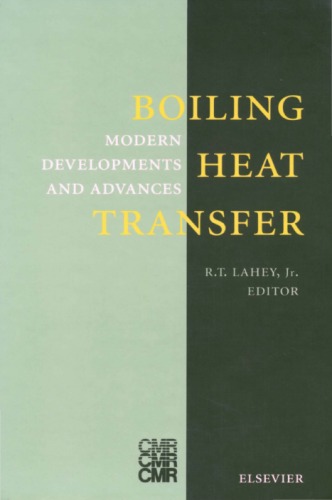 BOILING
MODERN
DEVELOPMENTS
HEAT
AND ADVANCES
TRANSFER
R.T. LAHEY, Jr.
EDITOR
CMR
CMR
CMR
ELSEVIER